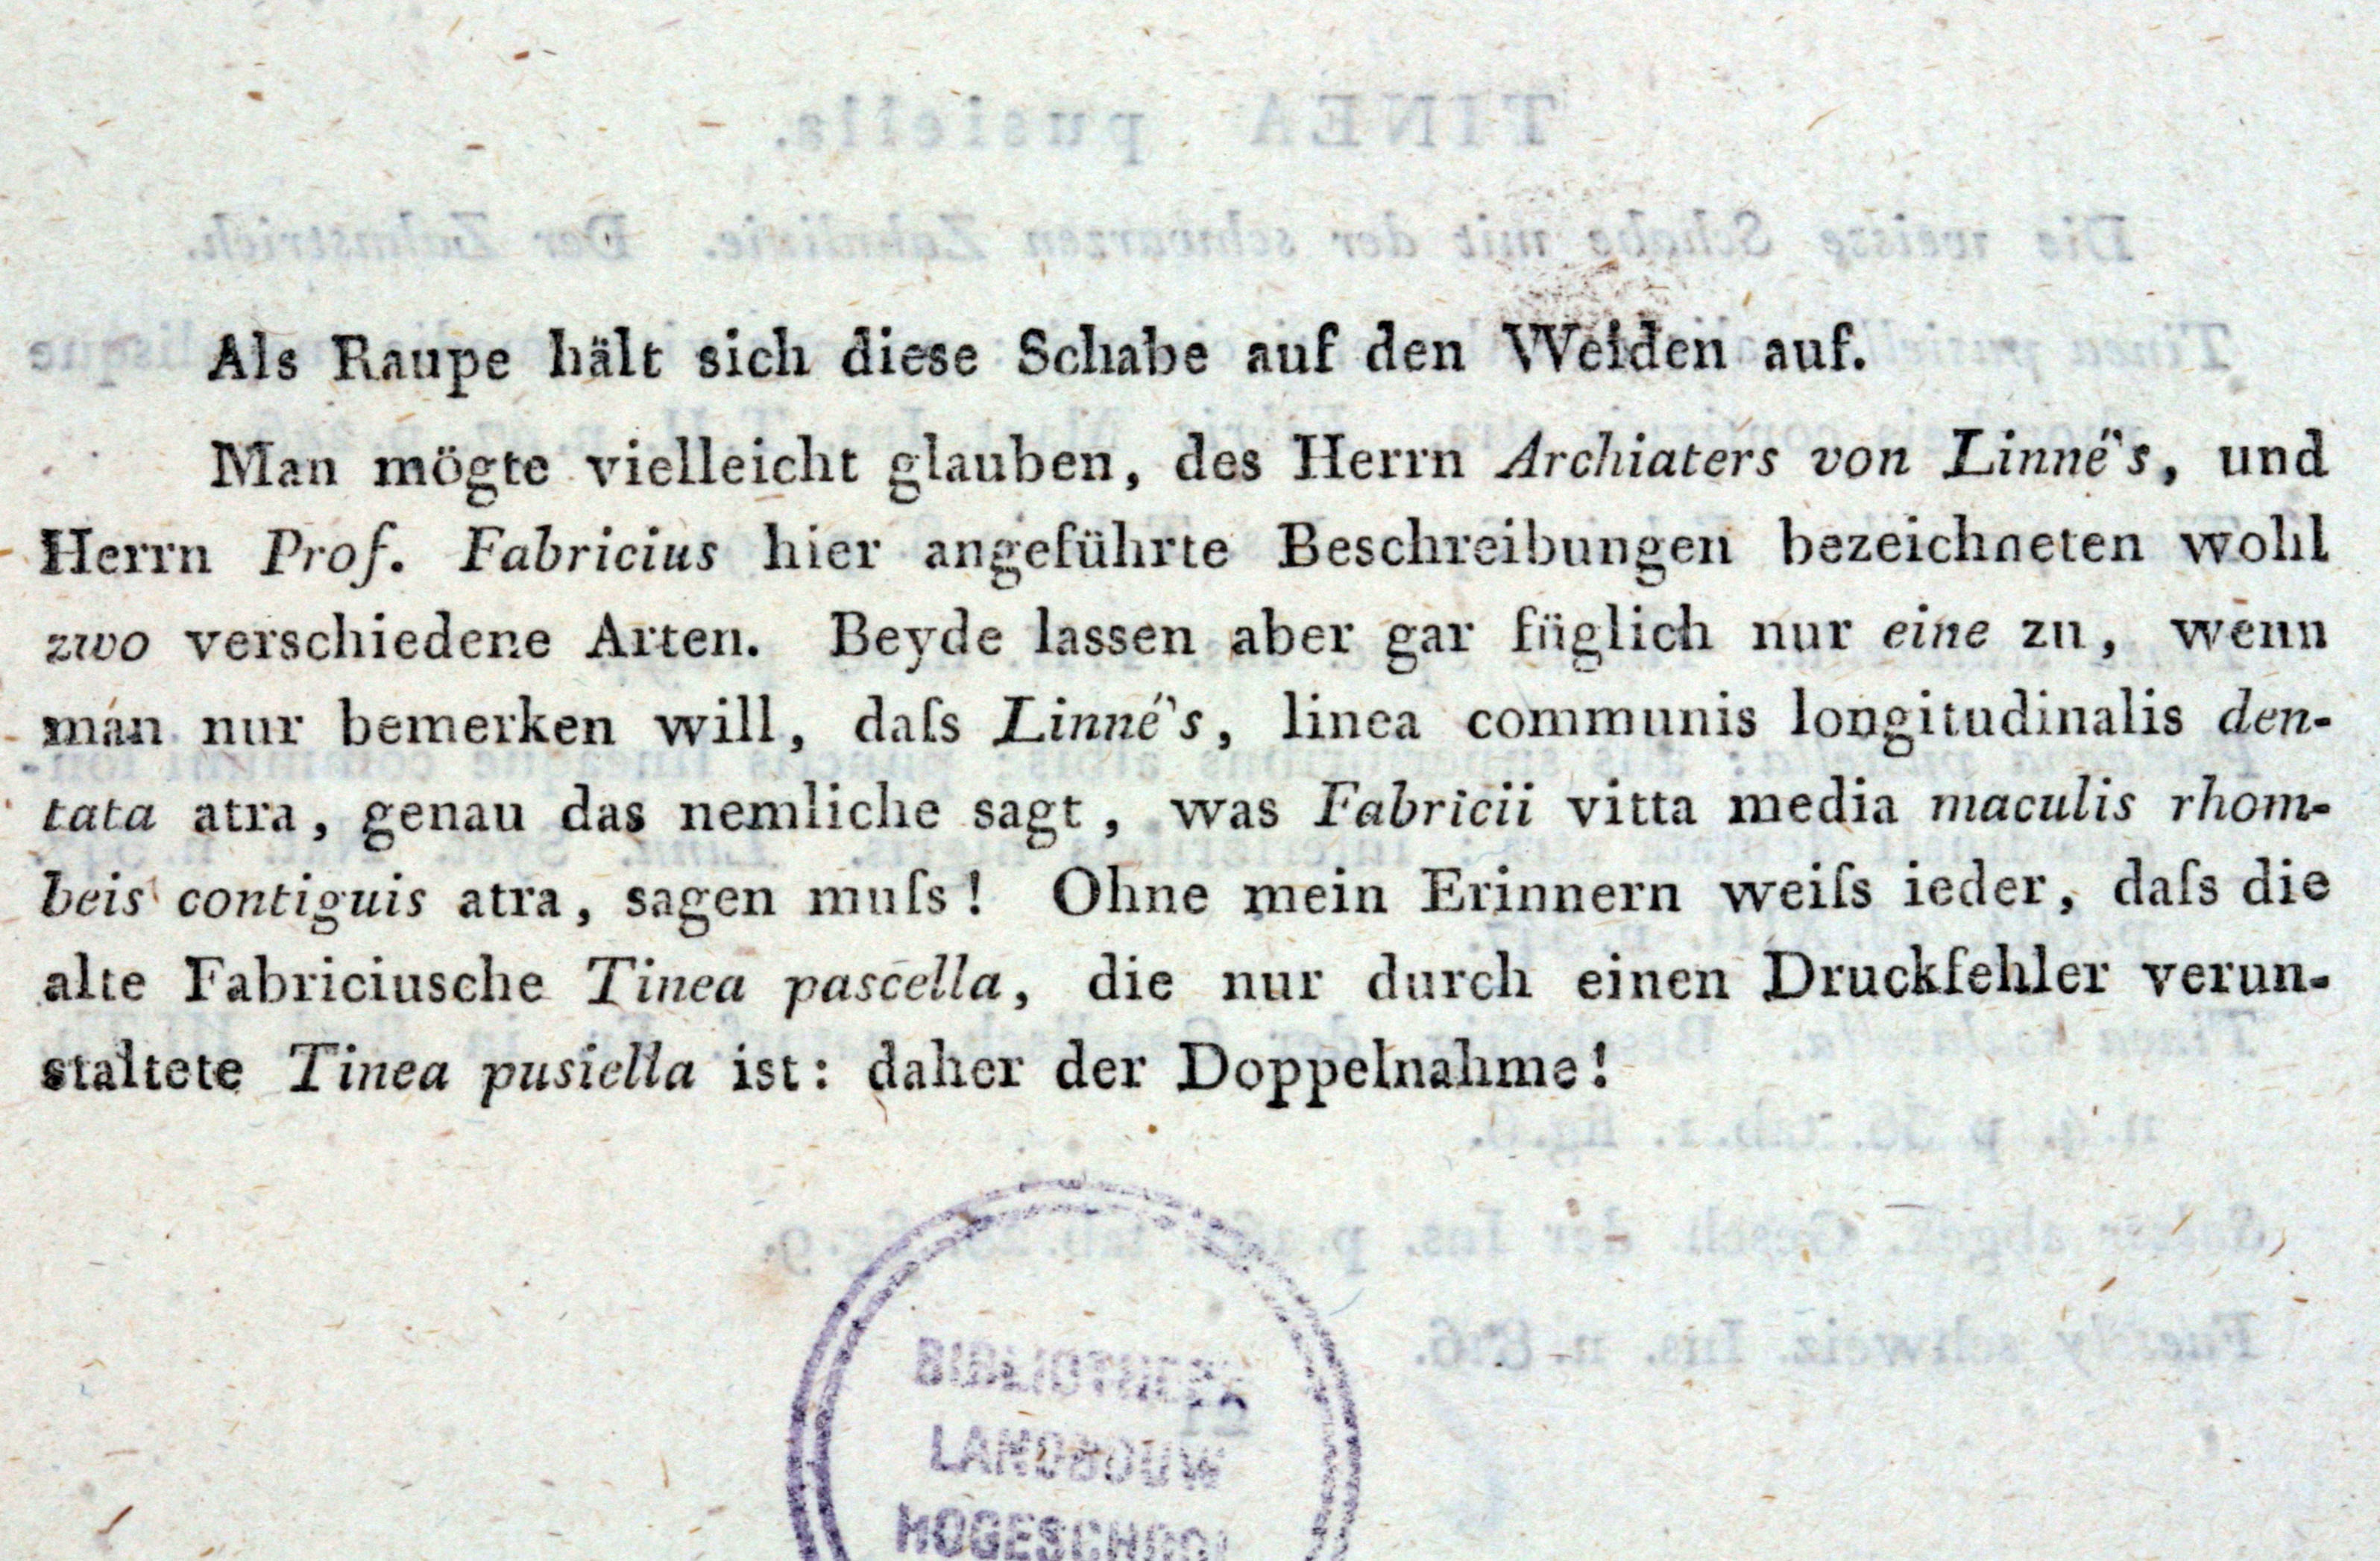 Als Raupe hält sich diese Schabe auf den Weiden auf.
Man mögte vielleicht glauben, des Herrn Archiaters von Linné's, und
Herrn Prof. Fabricius hier angeführte Beschreibungen bezeichneten wohl
zwo verschiedene Arten. Beyde lassen aber gar füglich nur eine zu, wenn
man nur bemerken will, daſs Linné's, linea communis longitudinalis den-
tata atra, genau das nemliche sagt, was Fabricii vitta media maculis rhom-
beis contiguis atra, sagen muſs! Ohne mein Erinnern weiſs ieder, daſs die
alte Fabriciusche Tinea pascella, die nur durch einen Druckfehler verun-
staltete Tinea pusiella ist: daher der Doppelnahme!
BIBLIOTHEEK
LANDBOUW
HOGESCHOOL